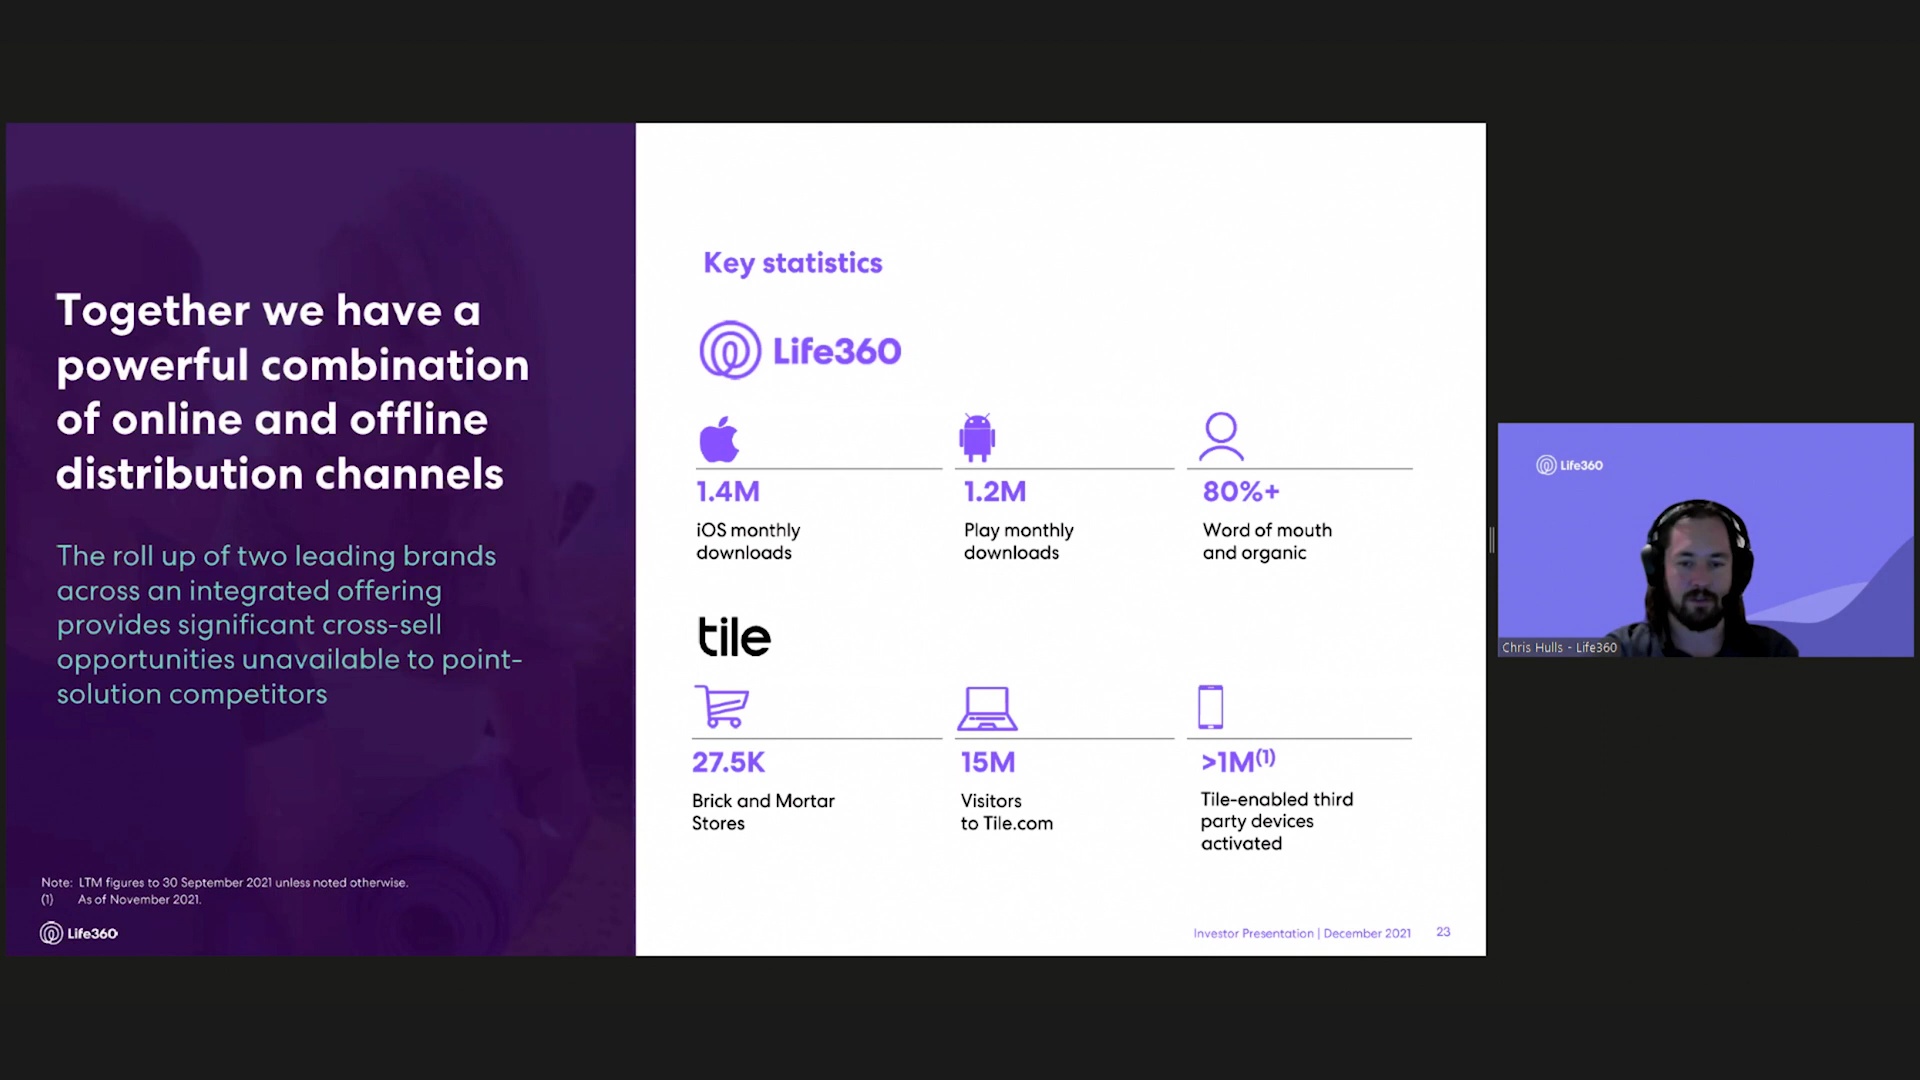 Together we have a
powerful combination
of online and offline
distribution channels
The roll up of two leading brands
across an integrated offering
provides significant cross-sell
opportunities unavailable to point-
solution competitors
Note: LTM figures to 30 September 2021 unless noted otherwise.
(1) As of November 2021.
Life360
Key statistics
Life360
1.4M
iOS monthly
downloads
1.2M
Play monthly
downloads
80%+
Word of mouth
and organic
tile
27.5K
Brick and Mortar
Stores
15M
Visitors
to Tile.com
>1M(1)
Tile-enabled third
party devices
activated
Investor Presentation | December 2021 23
Life360
Chris Hulls - Life360